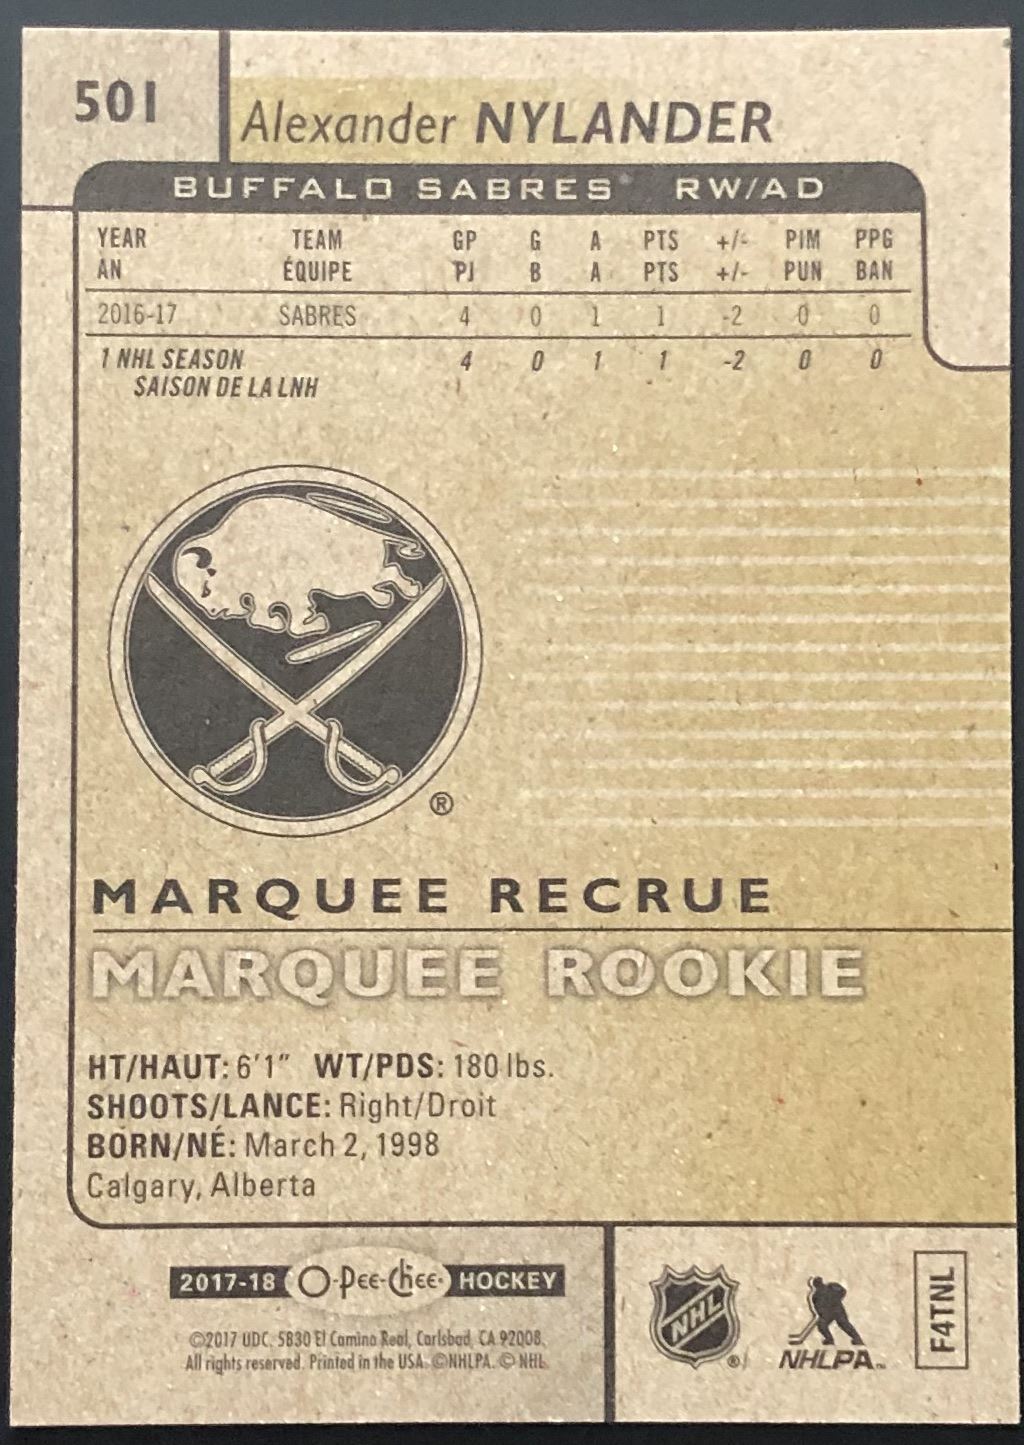 501
Alexander NYLANDER
BUFFALO SABRES RW/AD
YEAR TEAM GP G A PTS +/- PIM PPG
AN ÉQUIPE PJ B A PTS +/- PUN BAN
2016-17 SABRES 4 0 1 1 -2 0 0
1 NHL SEASON 4 0 1 1 -2 0 0
SAISON DE LA LNH
®
MARQUEE RECRUE
MARQUEE ROOKIE
HT/HAUT: 6'1" WT/PDS: 180 lbs.
SHOOTS/LANCE: Right/Droit
BORN/NÉ: March 2, 1998
Calgary, Alberta
2017-18 O-Pee-Chee HOCKEY
©2017 UDC. 5830 El Camino Real, Carlsbad, CA 92008.
All rights reserved. Printed in the USA. ©NHLPA. © NHL.
NHL ®
NHLPA™
F4TNL